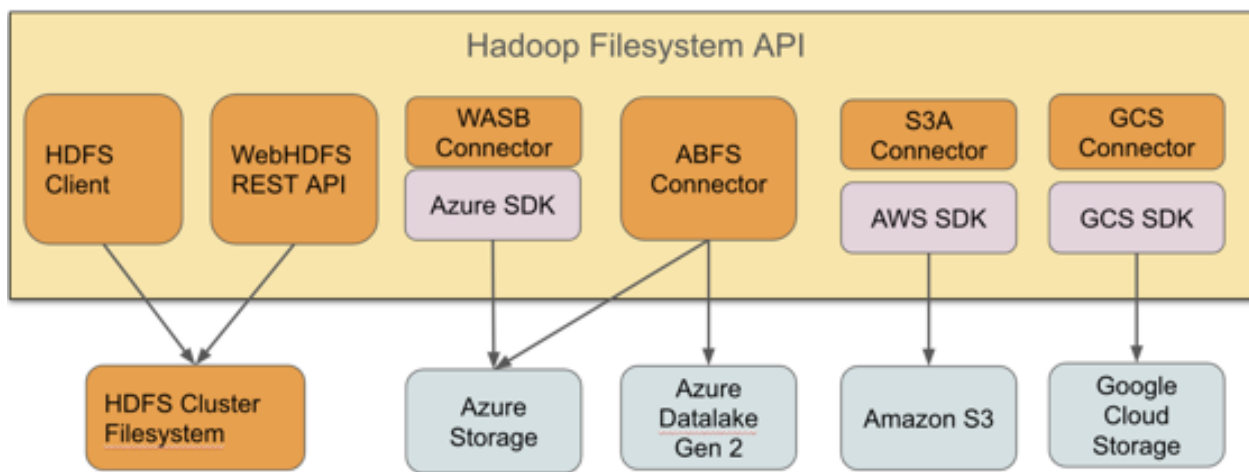 Hadoop Filesystem API
HDFS
Client
WebHDFS
REST API
WASB
Connector
Azure SDK
ABFS
Connector
S3A
Connector
AWS SDK
GCS
Connector
GCS SDK
HDFS Cluster
Filesystem
Azure
Storage
Azure
Datalake
Gen 2
Amazon S3
Google
Cloud
Storage